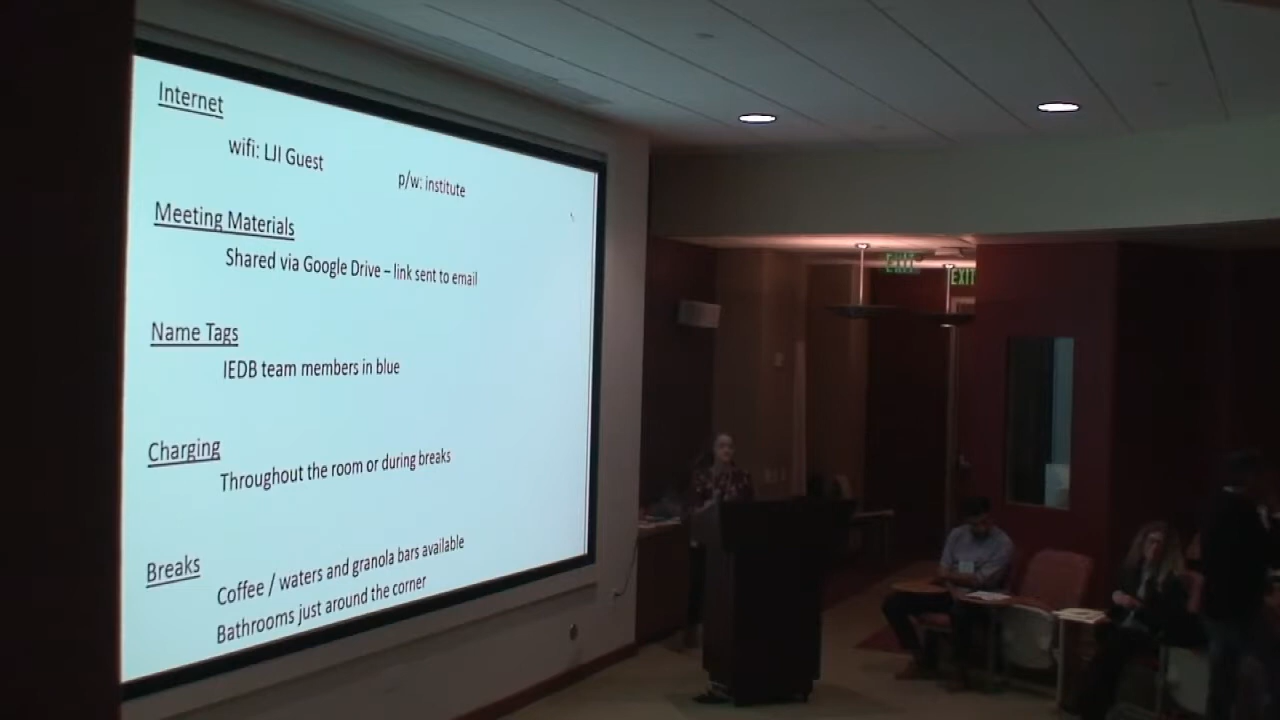 Internet
wifi: LJI Guest p/w: institute
Meeting Materials
Shared via Google Drive – link sent to email
Name Tags
IEDB team members in blue
Charging
Throughout the room or during breaks
Breaks
Coffee / waters and granola bars available
Bathrooms just around the corner
EXIT
EXIT